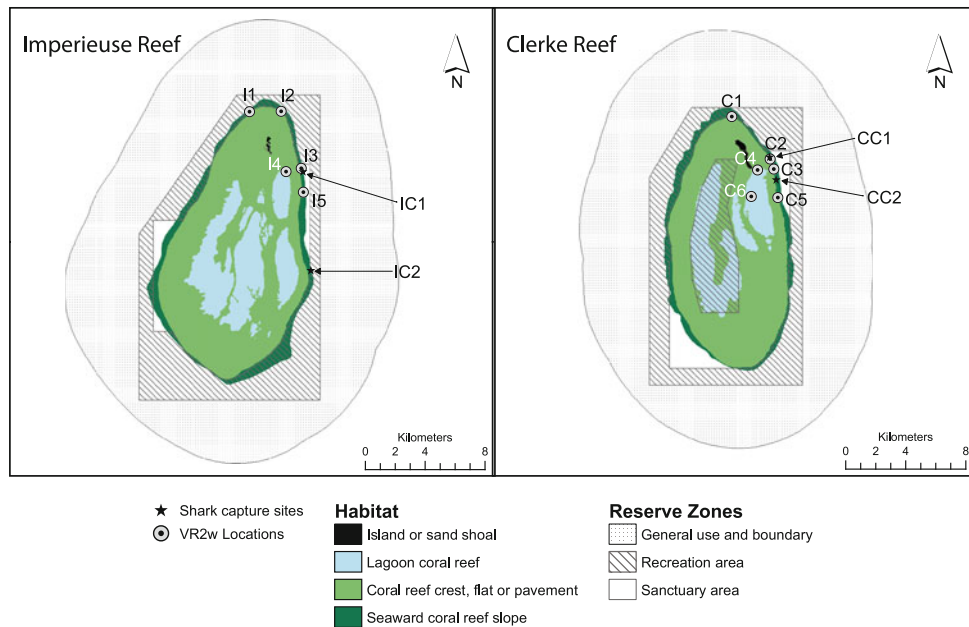 Imperieuse Reef
N
I1
I2
I3
I4
I5
IC1
IC2
Kilometers
0 2 4 8
Clerke Reef
N
C1
C2
CC1
C4
C3
C6
C5
CC2
Kilometers
0 2 4 8
Shark capture sites
VR2w Locations
Habitat
Island or sand shoal
Lagoon coral reef
Coral reef crest, flat or pavement
Seaward coral reef slope
Reserve Zones
General use and boundary
Recreation area
Sanctuary area